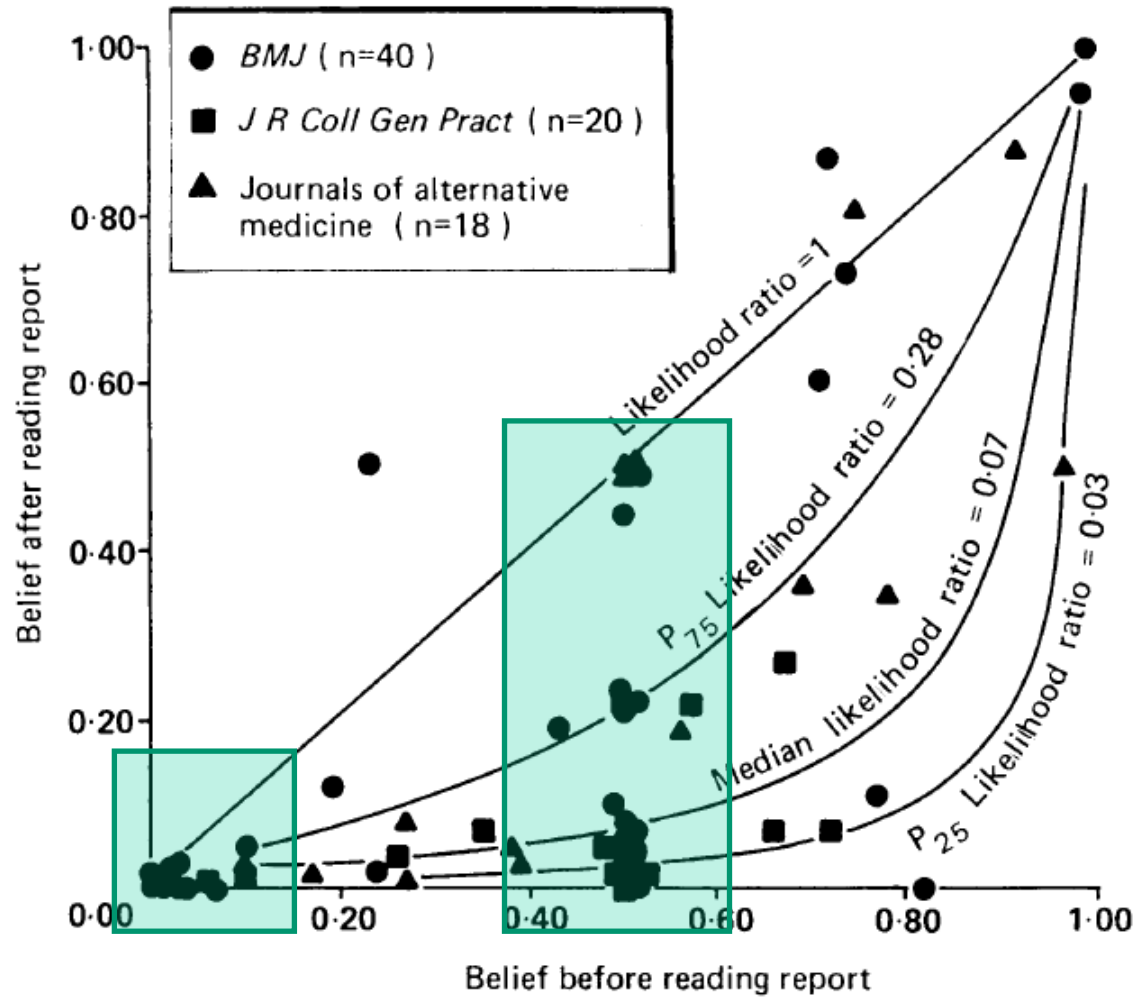 BMJ ( n=40 )
J R Coll Gen Pract ( n=20 )
Journals of alternative
medicine ( n=18 )
1·00
0·80
0·60
0·40
0·20
0·00
0·20
0·40
0·60
0·80
1·00
Belief after reading report
Belief before reading report
Likelihood ratio =1
P75 Likelihood ratio = 0·28
Median likelihood ratio = 0·07
P25 Likelihood ratio = 0·03